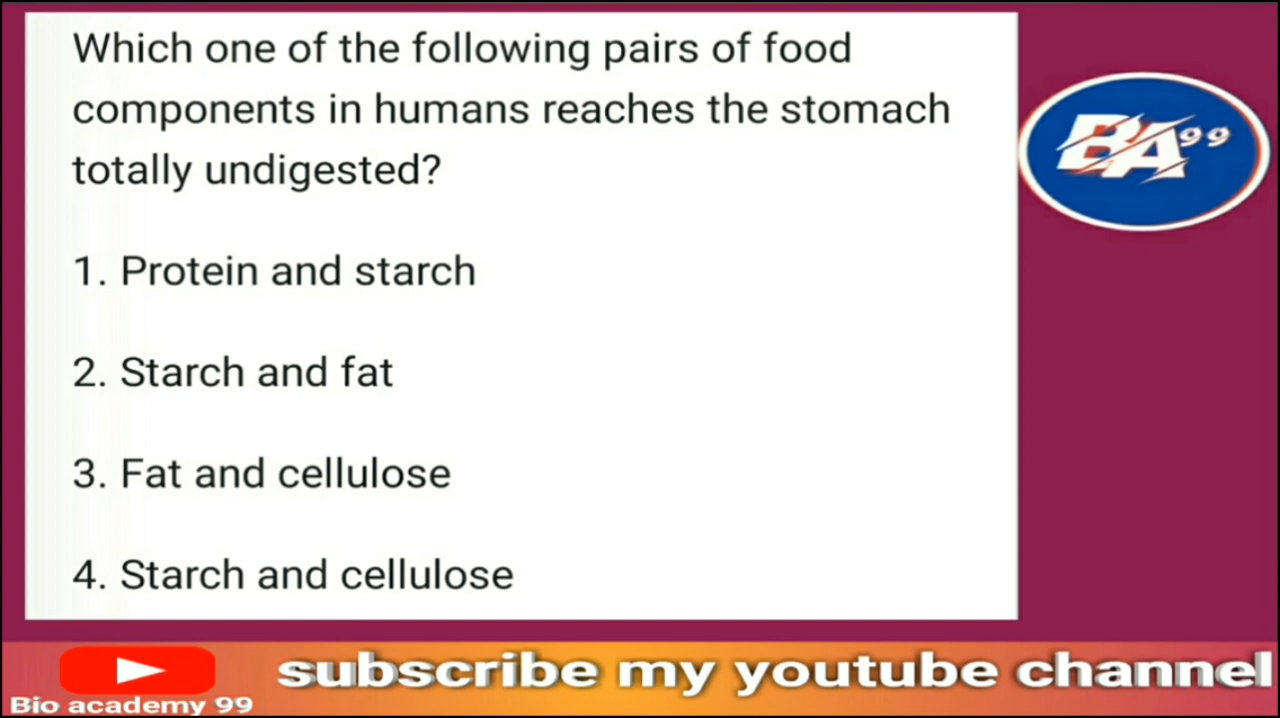 Which one of the following pairs of food
components in humans reaches the stomach
totally undigested?
1. Protein and starch
2. Starch and fat
3. Fat and cellulose
4. Starch and cellulose
BA99
subscribe my youtube channel
Bio academy 99